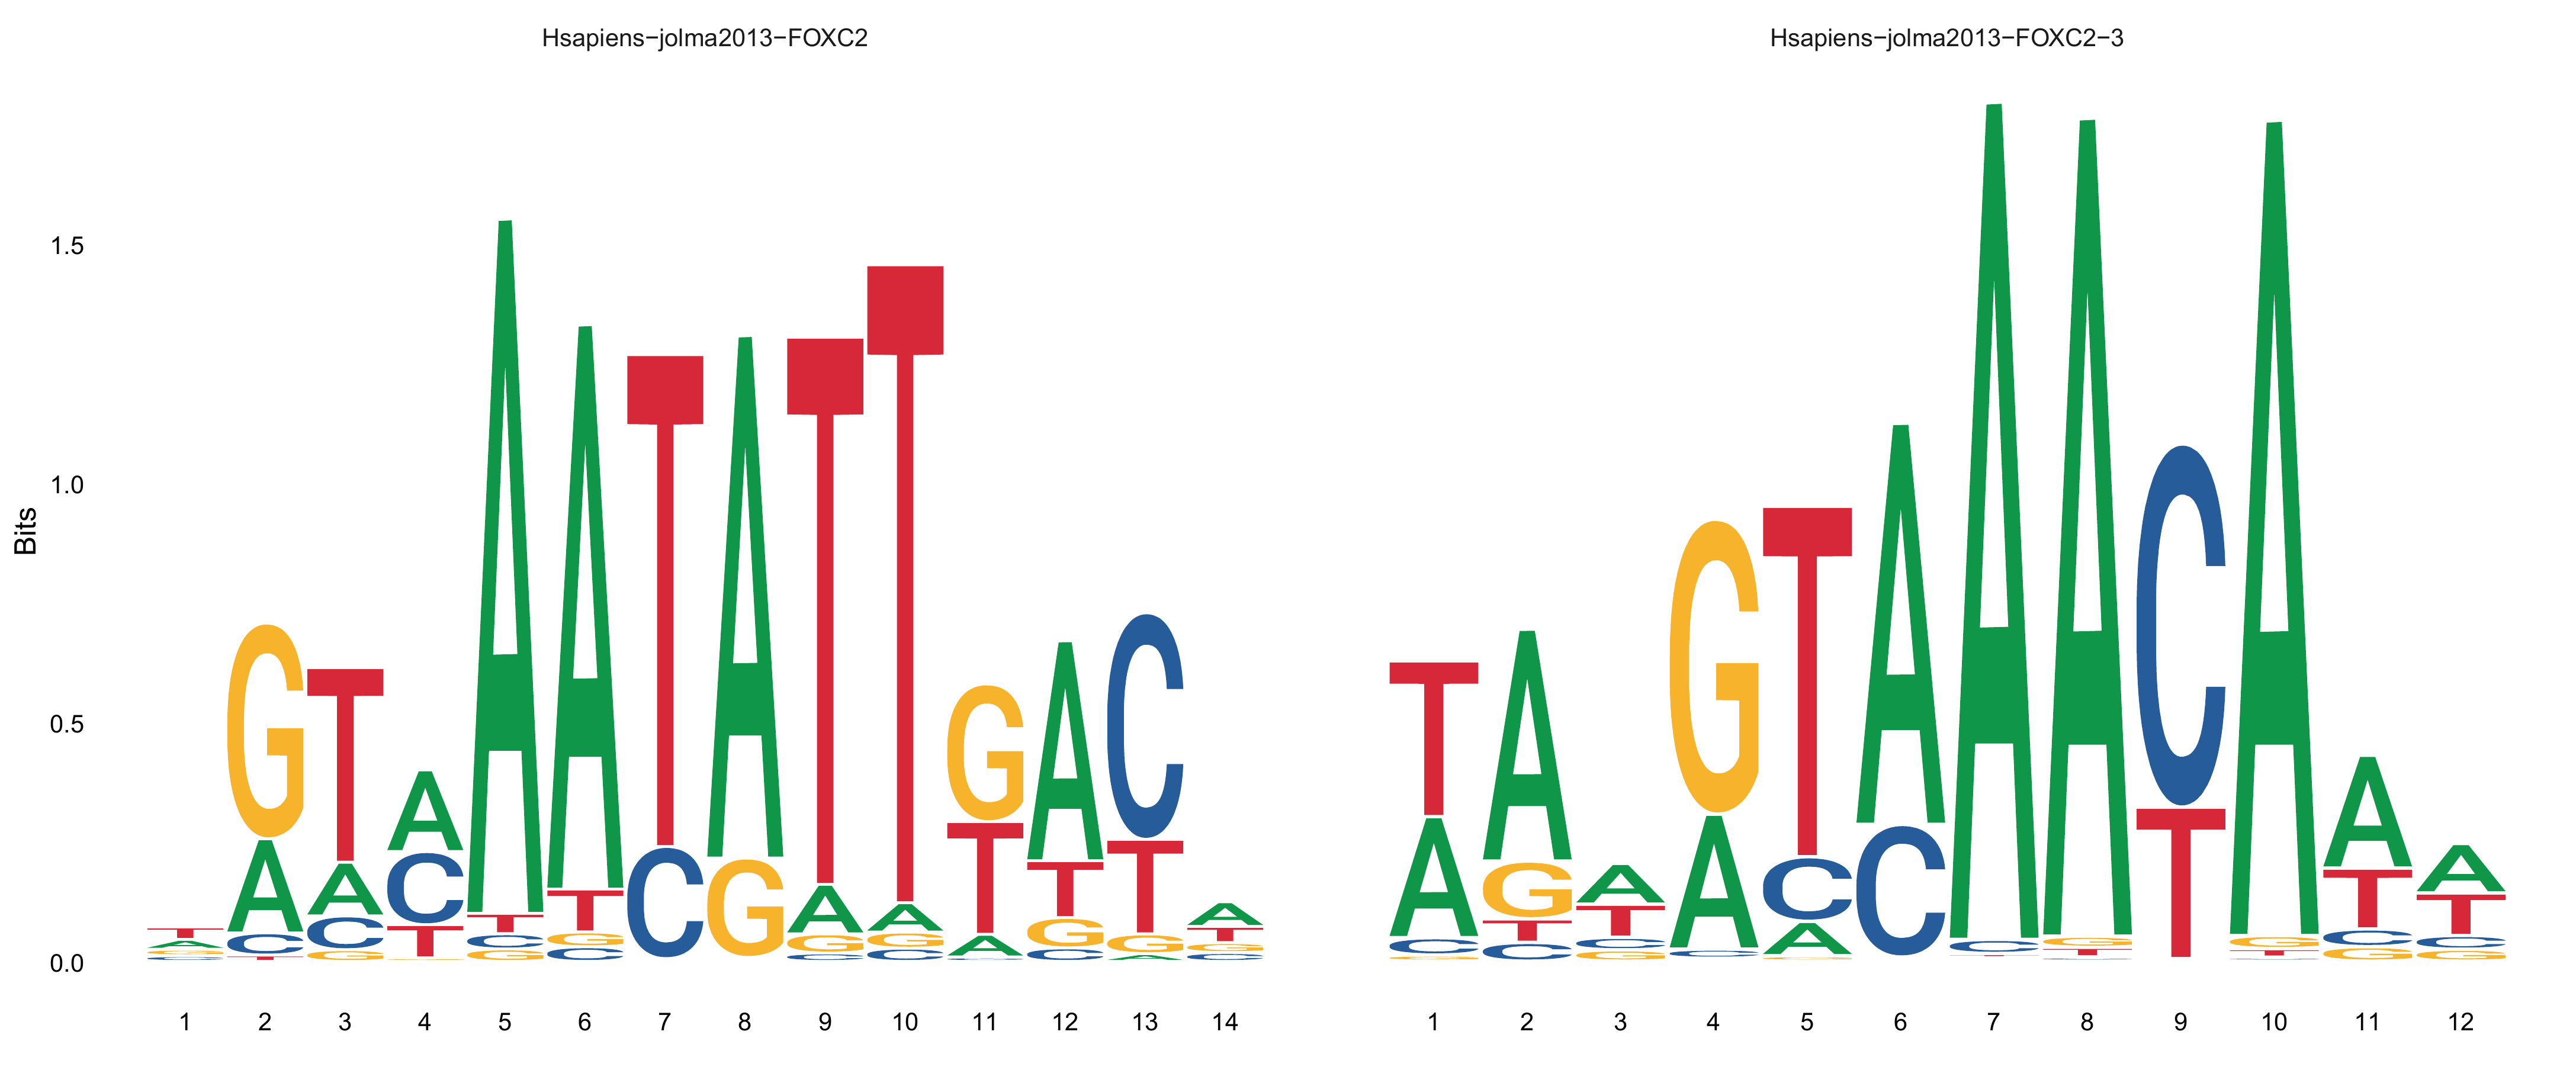 Hsapiens−jolma2013−FOXC2
Hsapiens−jolma2013−FOXC2−3
Bits
1.5
1.0
0.5
0.0
G T A A A T A T T G A C A
T A A G T A A A C A A A
1 2 3 4 5 6 7 8 9 10 11 12 13 14
1 2 3 4 5 6 7 8 9 10 11 12